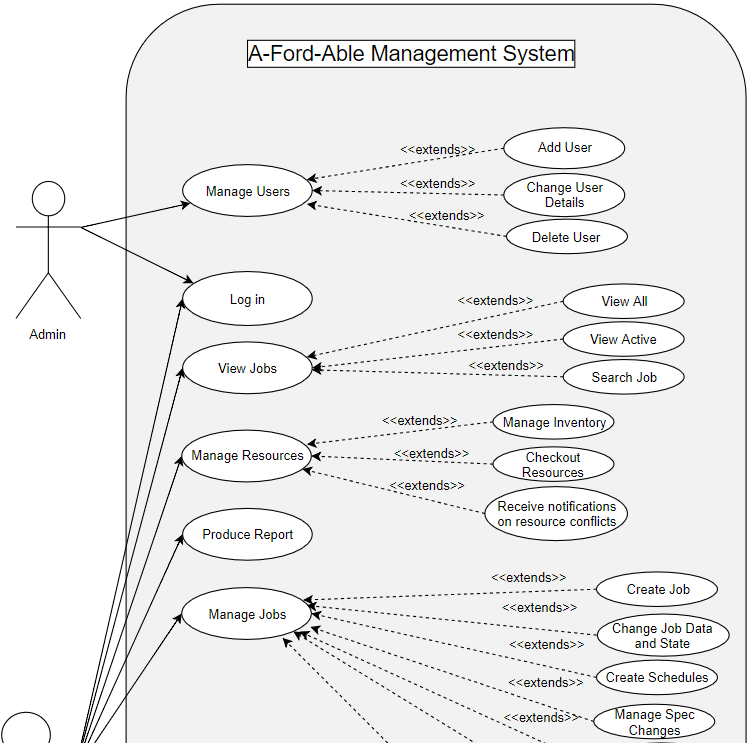 A-Ford-Able Management System
<<extends>>
Add User
Manage Users
<<extends>>
Change User
Details
<<extends>>
Delete User
Admin
Log in
<<extends>>
View All
<<extends>>
View Active
View Jobs
<<extends>>
Search Job
<<extends>>
Manage Inventory
Manage Resources
<<extends>>
Checkout
Resources
<<extends>>
Receive notifications
on resource conflicts
Produce Report
<<extends>>
Create Job
Manage Jobs
<<extends>>
Change Job Data
and State
<<extends>>
Create Schedules
<<extends>>
Manage Spec
Changes
<<extends>>